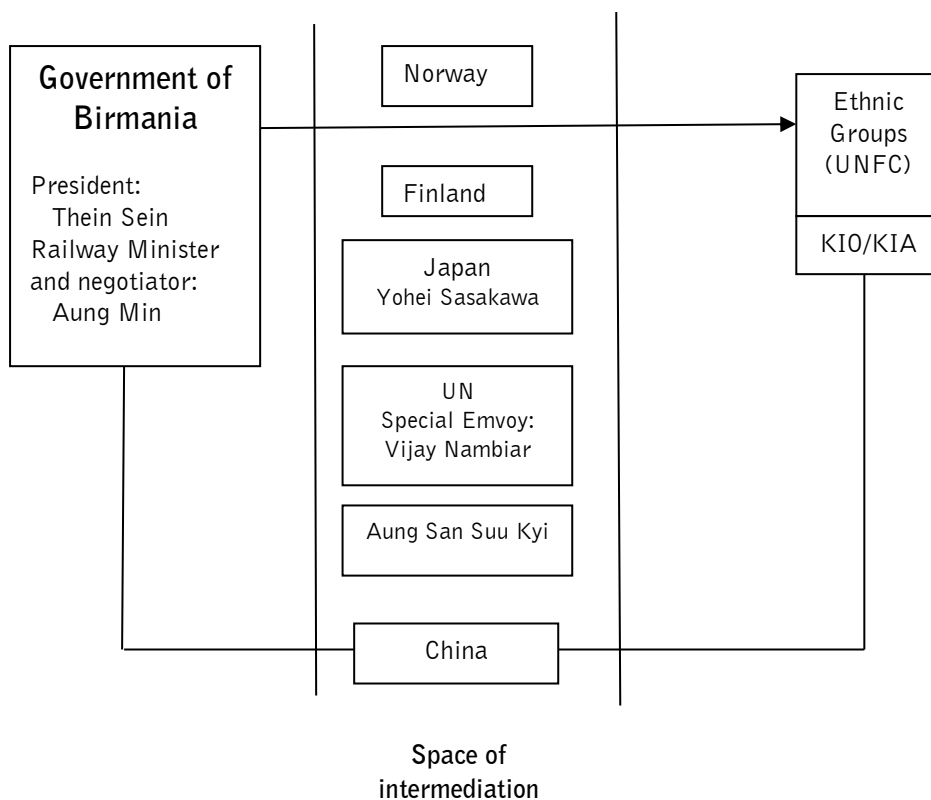 Government of
Birmania
President:
Thein Sein
Railway Minister
and negotiator:
Aung Min
Norway
Finland
Japan
Yohei Sasakawa
UN
Special Emvoy:
Vijay Nambiar
Aung San Suu Kyi
China
Space of
intermediation
Ethnic
Groups
(UNFC)
KIO/KIA